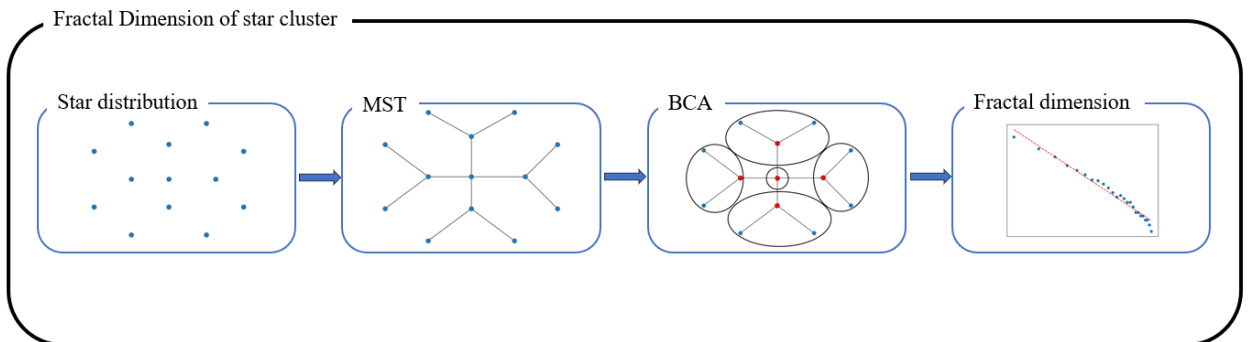 Fractal Dimension of star cluster
Star distribution
MST
BCA
Fractal dimension